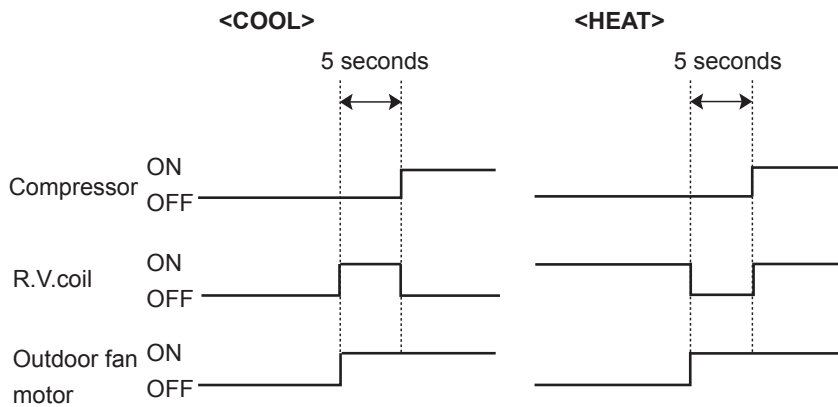 <COOL>
<HEAT>
5 seconds
5 seconds
Compressor
ON
OFF
R.V.coil
ON
OFF
Outdoor fan
motor
ON
OFF